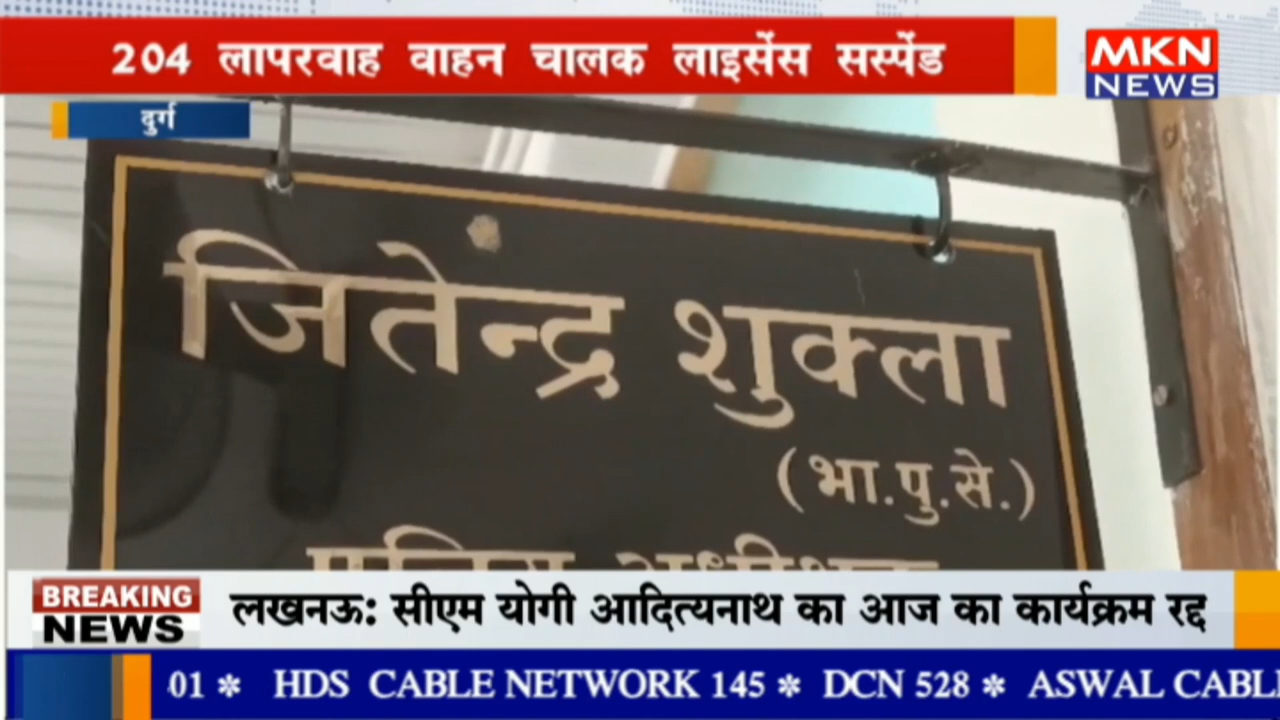 204 लापरवाह वाहन चालक लाइसेंस सस्पेंड
MKN
NEWS
दुर्ग
जितेन्द्र शुक्ला
(भा.पु.से.)
BREAKING
NEWS
लखनऊ: सीएम योगी आदित्यनाथ का आज का कार्यक्रम रद्द
01 * HDS CABLE NETWORK 145 * DCN 528 * ASWAL CABL